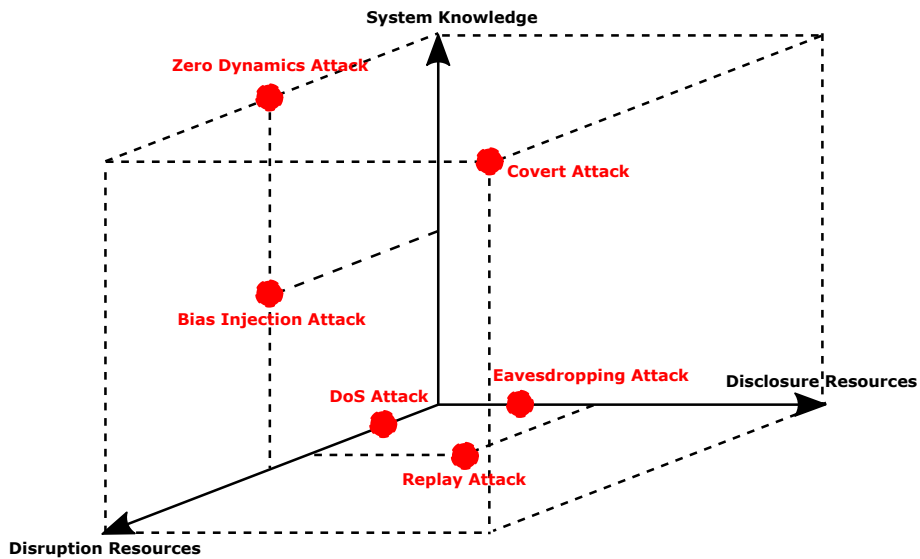 System Knowledge
Zero Dynamics Attack
Covert Attack
Bias Injection Attack
Eavesdropping Attack
Disclosure Resources
DoS Attack
Replay Attack
Disruption Resources